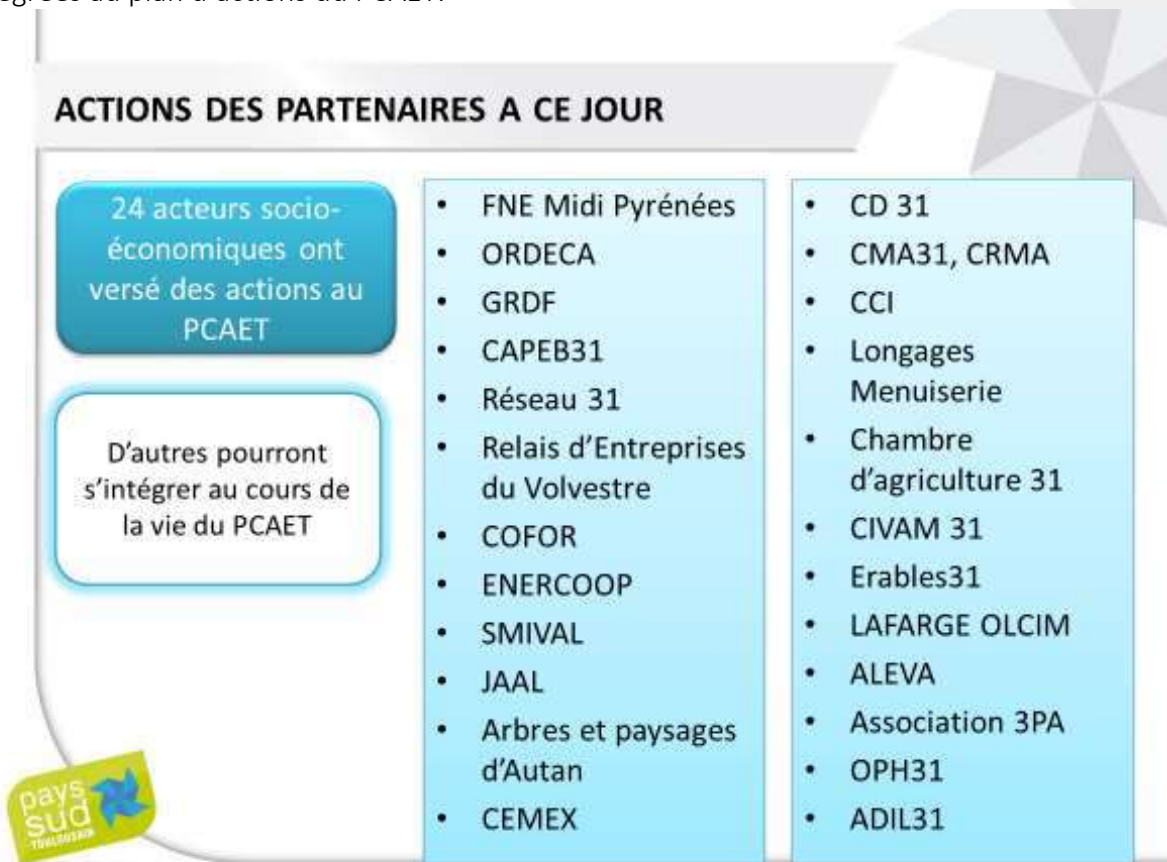 ACTIONS DES PARTENAIRES A CE JOUR
24 acteurs socio-
économiques ont
versé des actions au
PCAET
D'autres pourront
s'intégrer au cours de
la vie du PCAET
• FNE Midi Pyrénées
• ORDECA
• GRDF
• CAPEB31
• Réseau 31
• Relais d'Entreprises
du Volvestre
• COFOR
• ENERCOOP
• SMIVAL
• JAAL
• Arbres et paysages
d'Autan
• CEMEX
• CD 31
• CMA31, CRMA
• CCI
• Longages
Menuiserie
• Chambre
d'agriculture 31
• CIVAM 31
• Erables31
• LAFARGE OLCIM
• ALEVA
• Association 3PA
• OPH31
• ADIL31
pays
sud
TOULOUSAIN